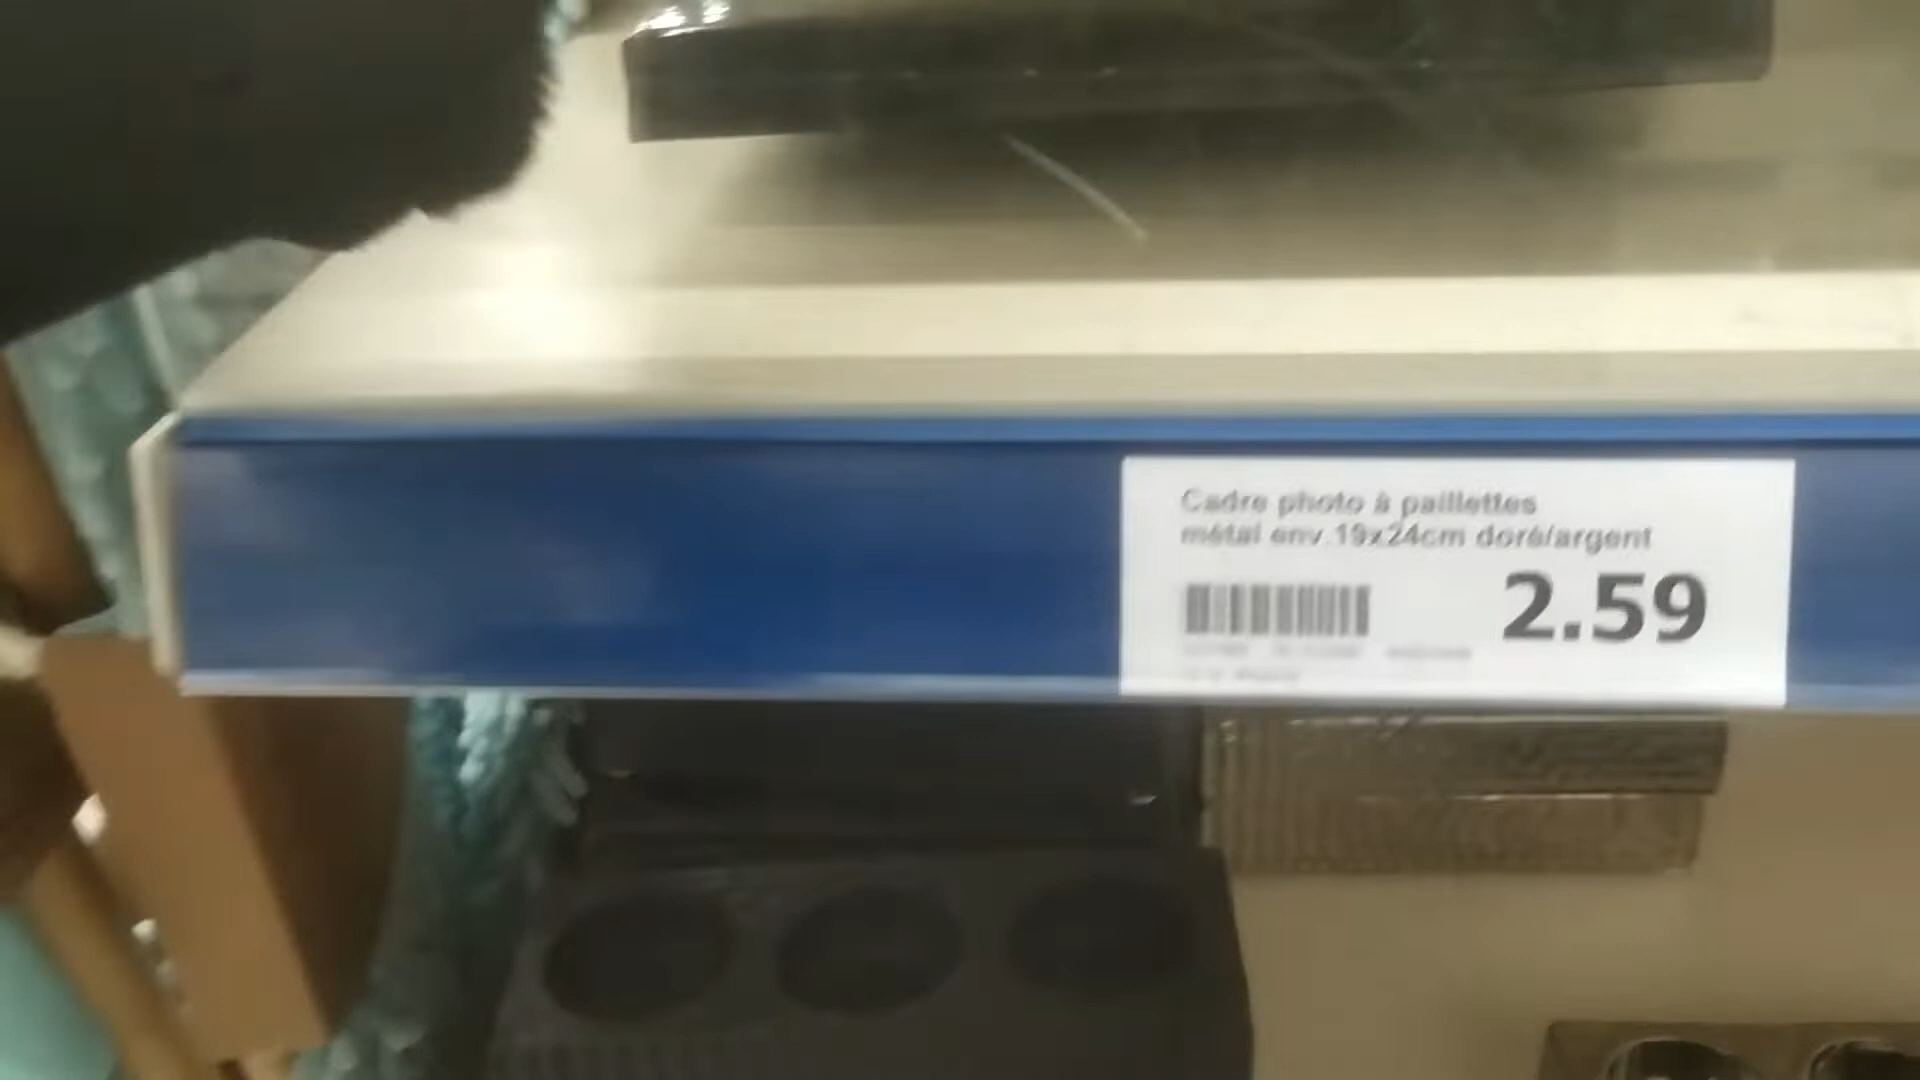 Cadre photo à paillettes
métal env.19x24cm doré/argent
2.59